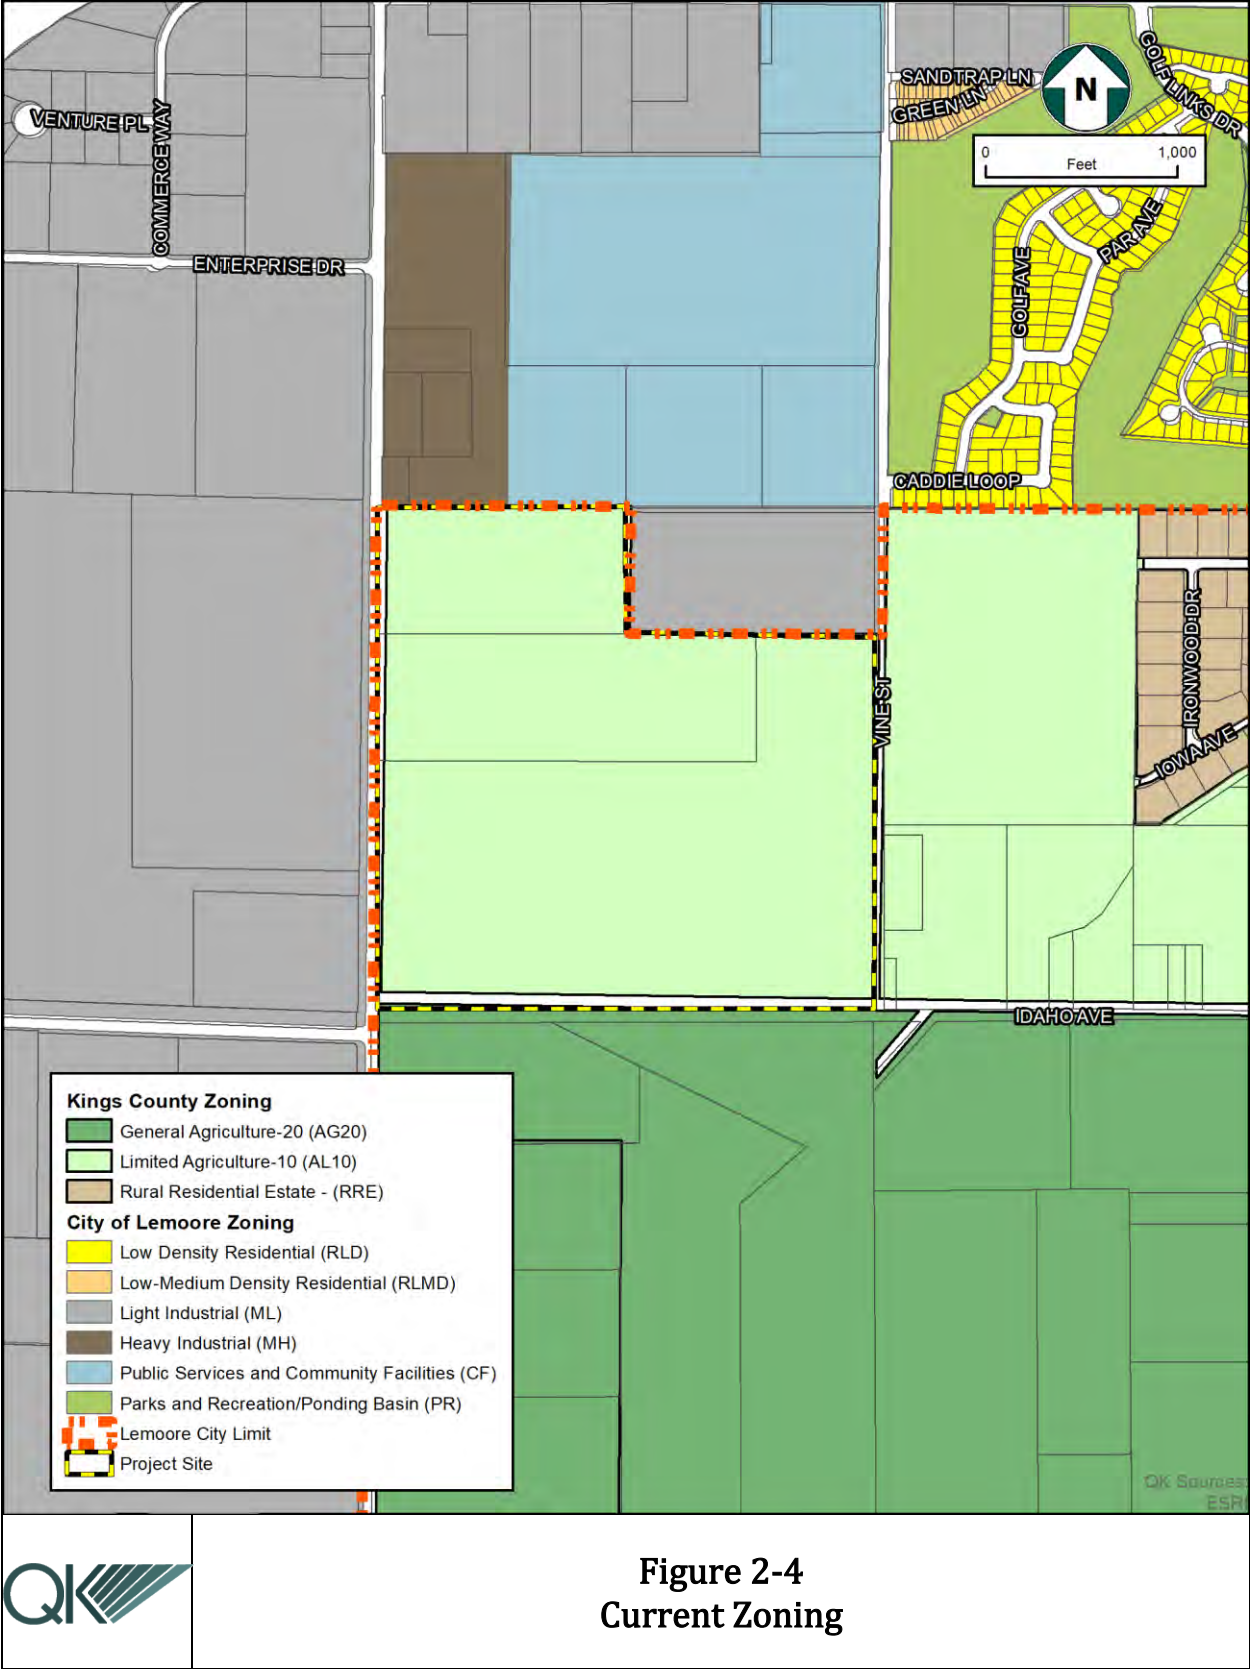 SANDTRAP LN
GREEN LN
GOLF LINKS DR
N
0 1,000
Feet
VENTURE PL
COMMERCE WAY
ENTERPRISE DR
GOLF AVE
PAR AVE
CADDIE LOOP
IRONWOOD DR
VINE ST
IOWA AVE
IDAHO AVE
Kings County Zoning
General Agriculture-20 (AG20)
Limited Agriculture-10 (AL10)
Rural Residential Estate - (RRE)
City of Lemoore Zoning
Low Density Residential (RLD)
Low-Medium Density Residential (RLMD)
Light Industrial (ML)
Heavy Industrial (MH)
Public Services and Community Facilities (CF)
Parks and Recreation/Ponding Basin (PR)
Lemoore City Limit
Project Site
QK Sources:
ESRI
QK
Figure 2-4
Current Zoning